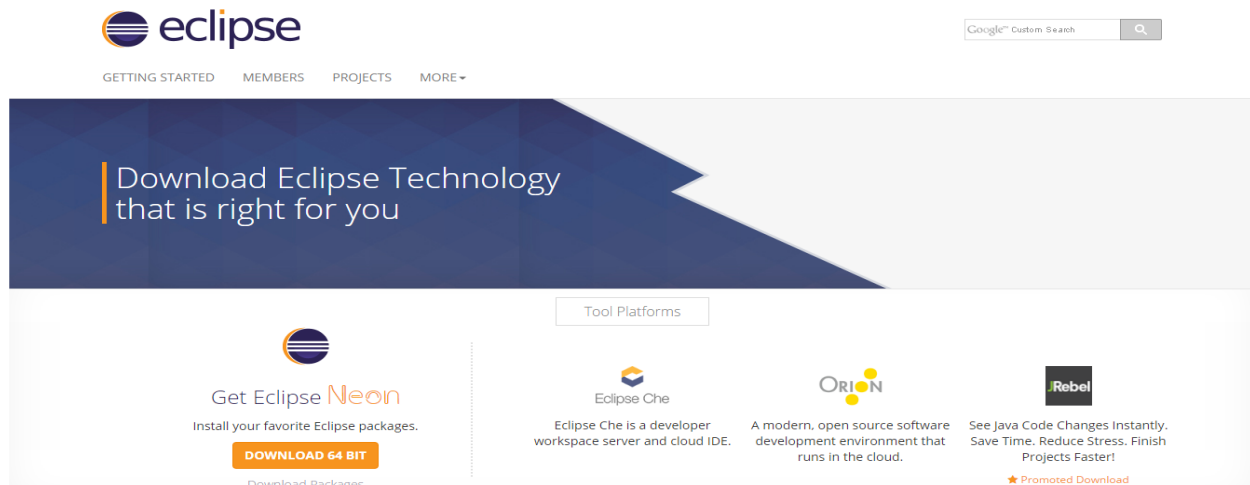 eclipse
Google™ Custom Search
GETTING STARTED MEMBERS PROJECTS MORE
Download Eclipse Technology
that is right for you
Tool Platforms
Get Eclipse Neon
Install your favorite Eclipse packages.
DOWNLOAD 64 BIT
Download Packages
Eclipse Che
Eclipse Che is a developer
workspace server and cloud IDE.
ORION
A modern, open source software
development environment that
runs in the cloud.
JRebel
See Java Code Changes Instantly.
Save Time. Reduce Stress. Finish
Projects Faster!
Promoted Download